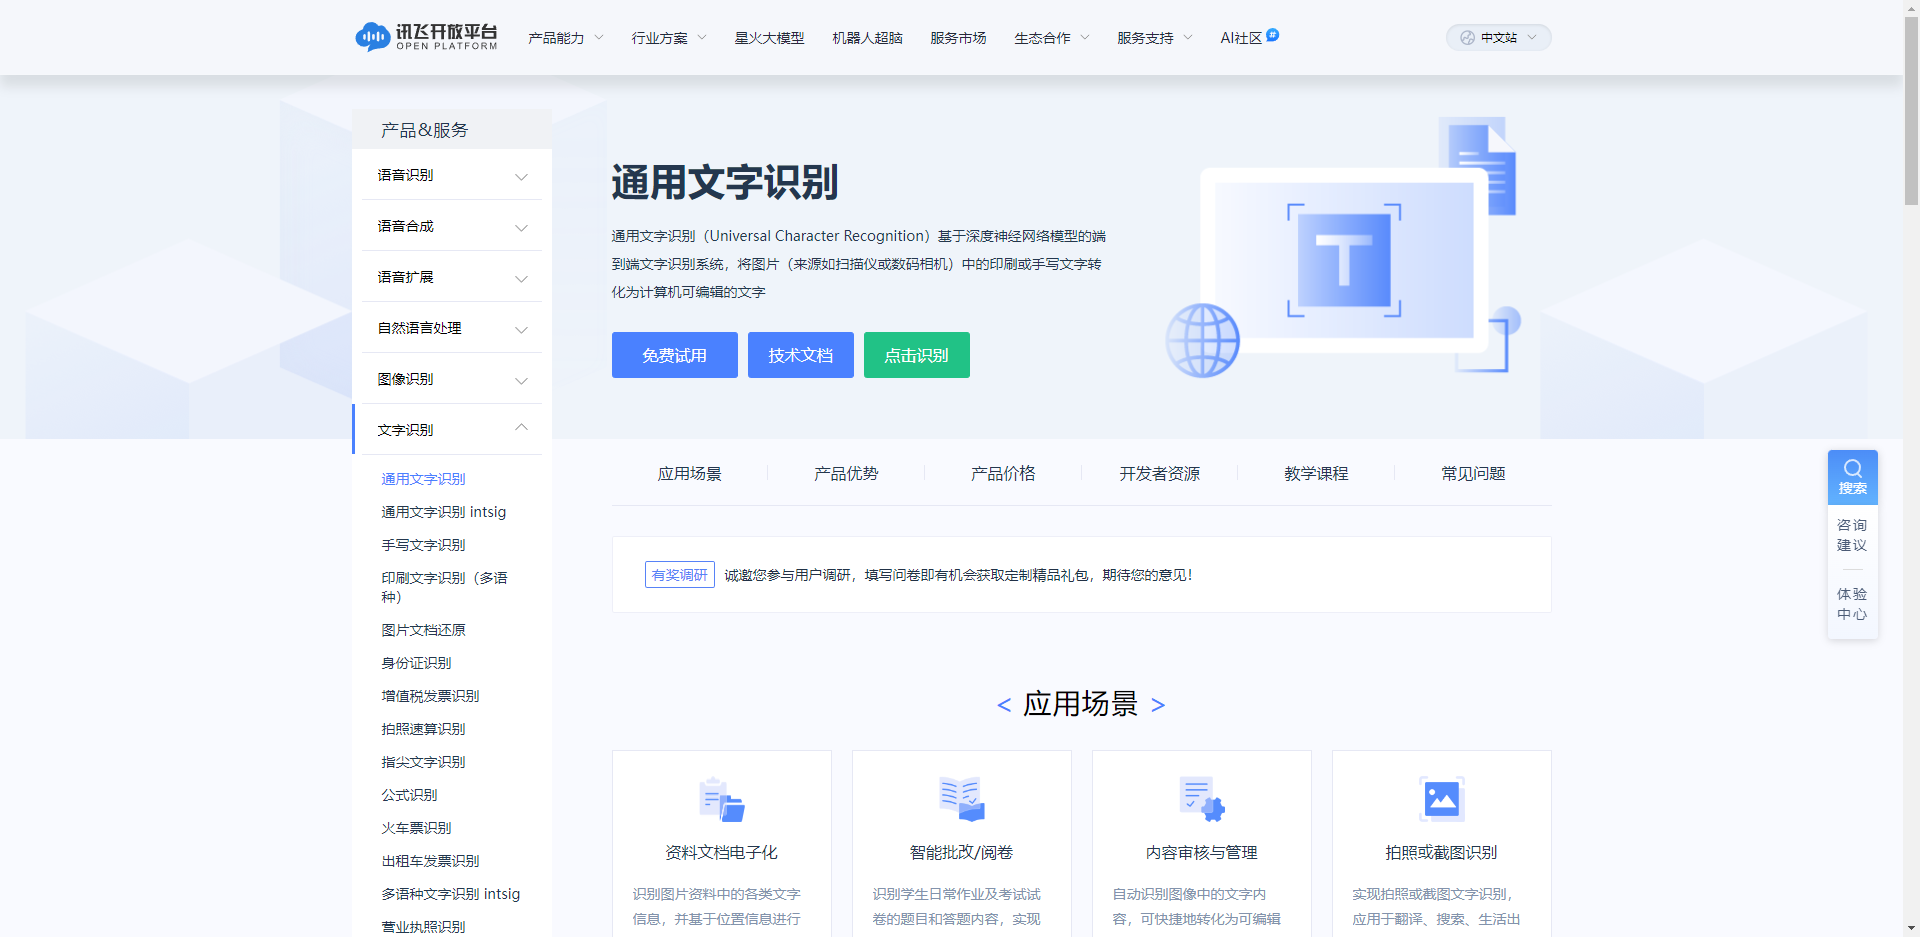 讯飞开放平台
OPEN PLATFORM
产品能力
行业方案
星火大模型
机器人超脑
服务市场
生态合作
服务支持
AI社区
#
中文站
产品&服务
语音识别
语音合成
语音扩展
自然语言处理
图像识别
文字识别
通用文字识别
通用文字识别 intsig
手写文字识别
印刷文字识别（多语
种）
图片文档还原
身份证识别
增值税发票识别
拍照速算识别
指尖文字识别
公式识别
火车票识别
出租车发票识别
多语种文字识别 intsig
营业执照识别
通用文字识别
通用文字识别（Universal Character Recognition）基于深度神经网络模型的端
到端文字识别系统，将图片（来源如扫描仪或数码相机）中的印刷或手写文字转
化为计算机可编辑的文字
免费试用
技术文档
点击识别
T
应用场景
产品优势
产品价格
开发者资源
教学课程
常见问题
有奖调研
诚邀您参与用户调研，填写问卷即有机会获取定制精品礼包，期待您的意见！
< 应用场景 >
资料文档电子化
识别图片资料中的各类文字
信息，并基于位置信息进行
智能批改/阅卷
识别学生日常作业及考试试
卷的题目和答题内容，实现
内容审核与管理
自动识别图像中的文字内
容，可快捷地转化为可编辑
拍照或截图识别
实现拍照或截图文字识别，
应用于翻译、搜索、生活出
搜索
咨询
建议
体验
中心